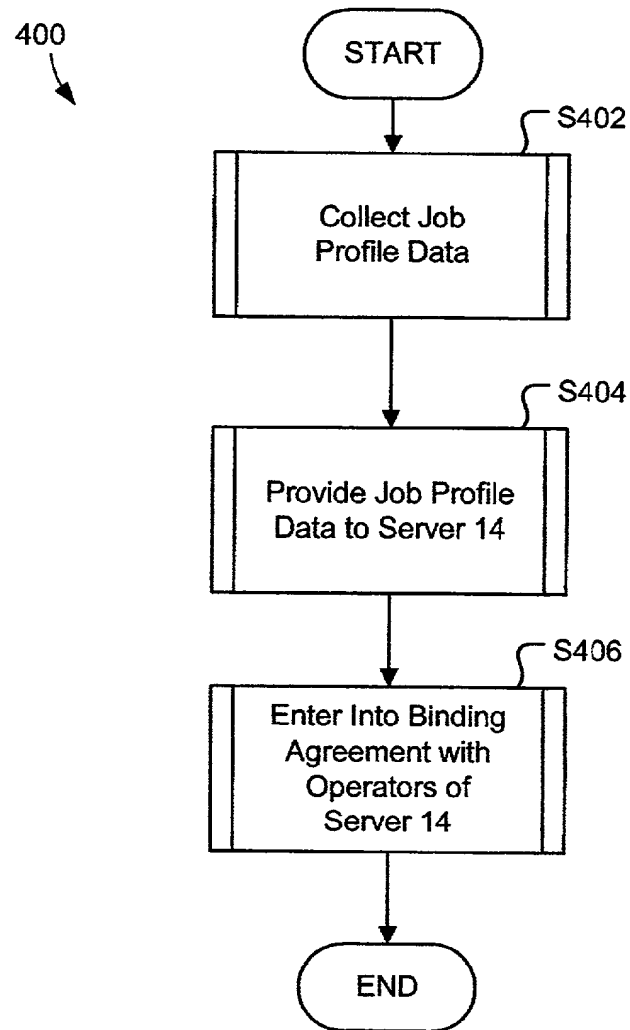 400
START
S402
Collect Job
Profile Data
S404
Provide Job Profile
Data to Server 14
S406
Enter Into Binding
Agreement with
Operators of
Server 14
END